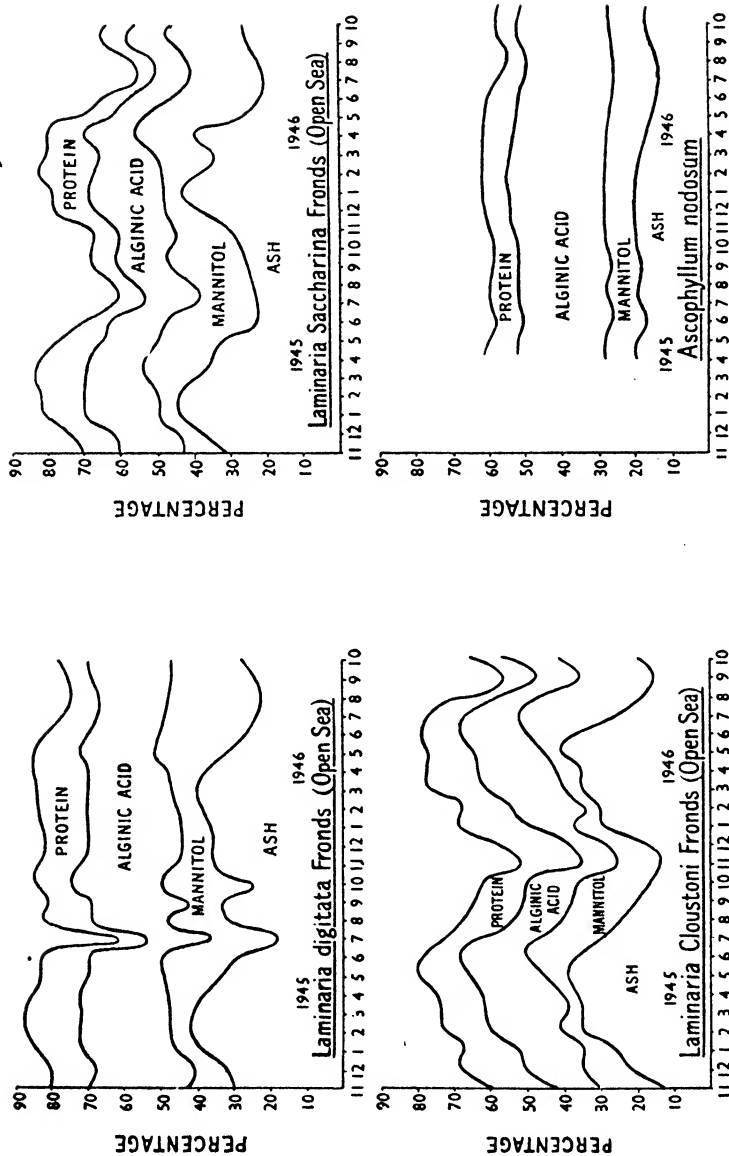 PERCENTAGE
90
80
70
60
50
40
30
20
10
PROTEIN
ALGINIC ACID
MANNITOL
ASH
1945 1946
Laminaria digitata Fronds (Open Sea)
11 12 1 2 3 4 5 6 7 8 9 10 11 12 1 2 3 4 5 6 7 8 9 10
PERCENTAGE
90
80
70
60
50
40
30
20
10
PROTEIN
ALGINIC ACID
MANNITOL
ASH
1945 1946
Laminaria Saccharina Fronds (Open Sea)
11 12 1 2 3 4 5 6 7 8 9 10 11 12 1 2 3 4 5 6 7 8 9 10
PERCENTAGE
90
80
70
60
50
40
30
20
10
PROTEIN
ALGINIC
ACID
MANNITOL
ASH
1945 1946
Laminaria Cloustoni Fronds (Open Sea)
11 12 1 2 3 4 5 6 7 8 9 10 11 12 1 2 3 4 5 6 7 8 9 10
PERCENTAGE
90
80
70
60
50
40
30
20
10
PROTEIN
ALGINIC ACID
MANNITOL
ASH
1945 1946
Ascophyllum nodosum
11 12 1 2 3 4 5 6 7 8 9 10 11 12 1 2 3 4 5 6 7 8 9 10